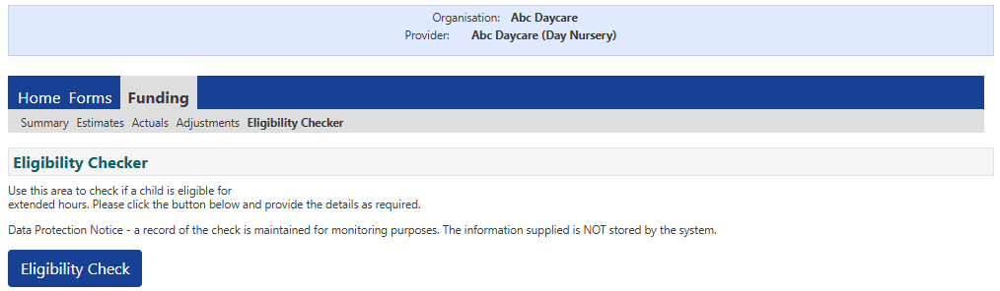 Organisation: Abc Daycare
Provider: Abc Daycare (Day Nursery)
Home Forms Funding
Summary Estimates Actuals Adjustments Eligibility Checker
Eligibility Checker
Use this area to check if a child is eligible for
extended hours. Please click the button below and provide the details as required.
Data Protection Notice - a record of the check is maintained for monitoring purposes. The information supplied is NOT stored by the system.
Eligibility Check